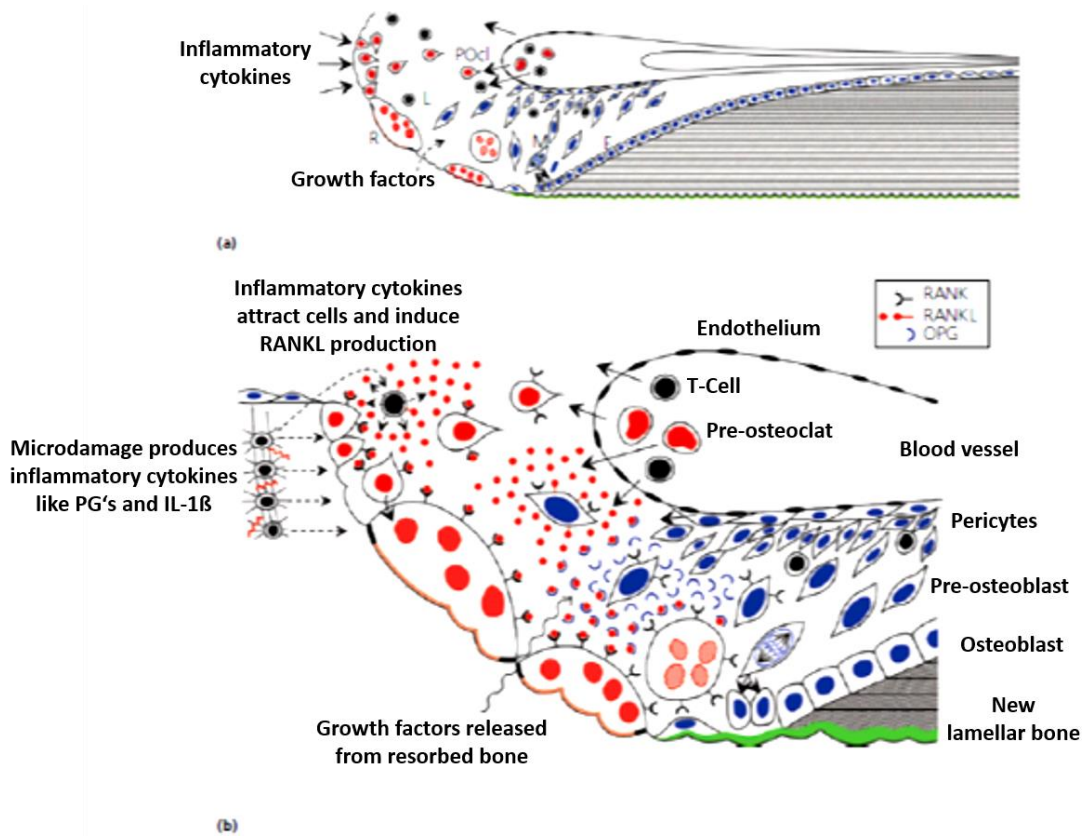 Inflammatory
cytokines
POcl
L
R
M
F
Growth factors
(a)
Inflammatory cytokines
attract cells and induce
RANKL production
RANK
RANKL
OPG
Endothelium
T-Cell
Pre-osteoclat
Blood vessel
Microdamage produces
inflammatory cytokines
like PG‘s and IL-1ß
Pericytes
Pre-osteoblast
Osteoblast
New
lamellar bone
Growth factors released
from resorbed bone
(b)